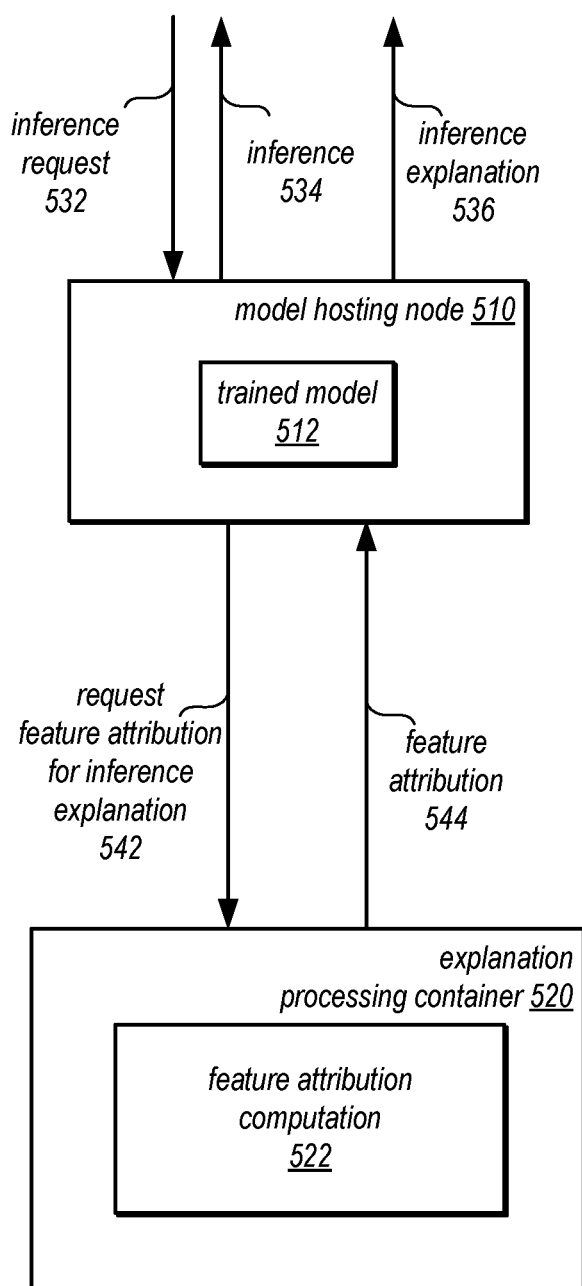 inference
request
532
inference
534
inference
explanation
536
model hosting node 510
trained model
512
request
feature attribution
for inference
explanation
542
feature
attribution
544
explanation
processing container 520
feature attribution
computation
522